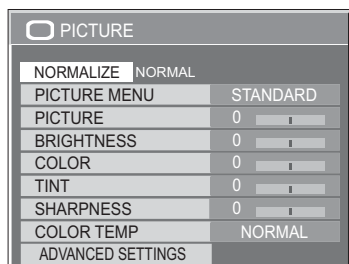 PICTURE
NORMALIZE NORMAL
PICTURE MENU STANDARD
PICTURE 0
BRIGHTNESS 0
COLOR 0
TINT 0
SHARPNESS 0
COLOR TEMP NORMAL
ADVANCED SETTINGS